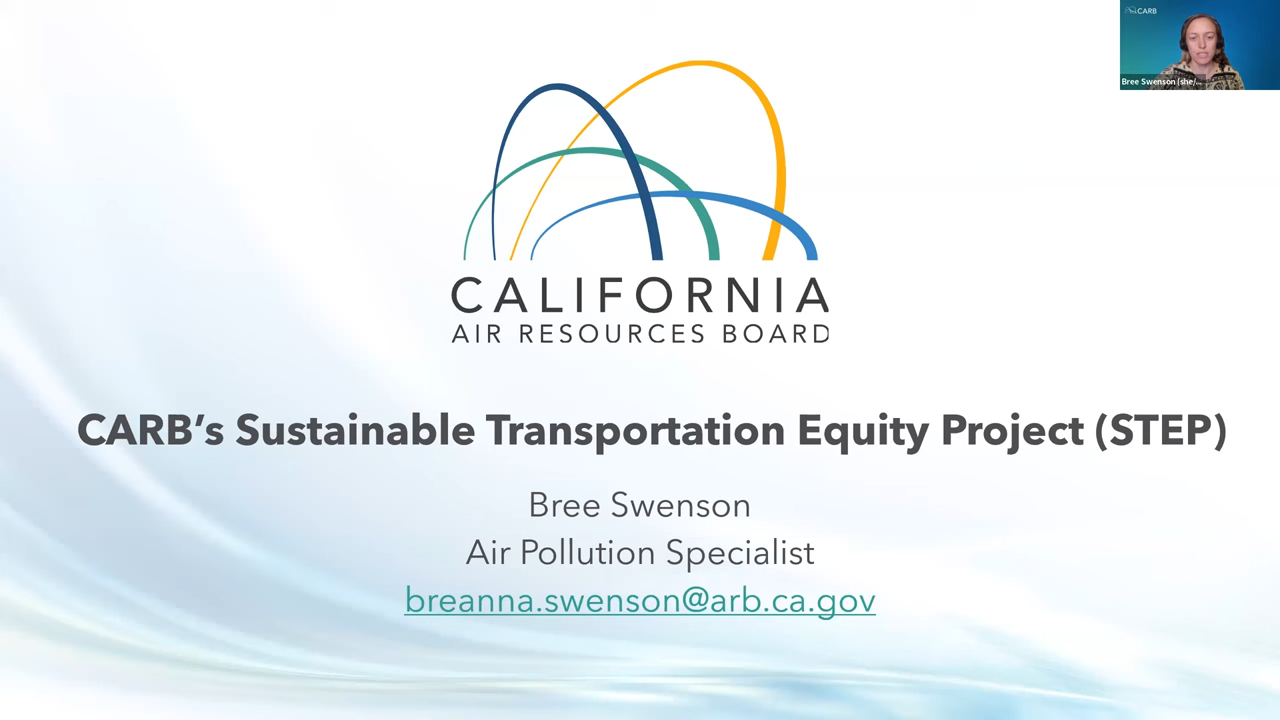 CARB
Bree Swenson (she/...
CALIFORNIA
AIR RESOURCES BOARD
CARB's Sustainable Transportation Equity Project (STEP)
Bree Swenson
Air Pollution Specialist
breanna.swenson@arb.ca.gov